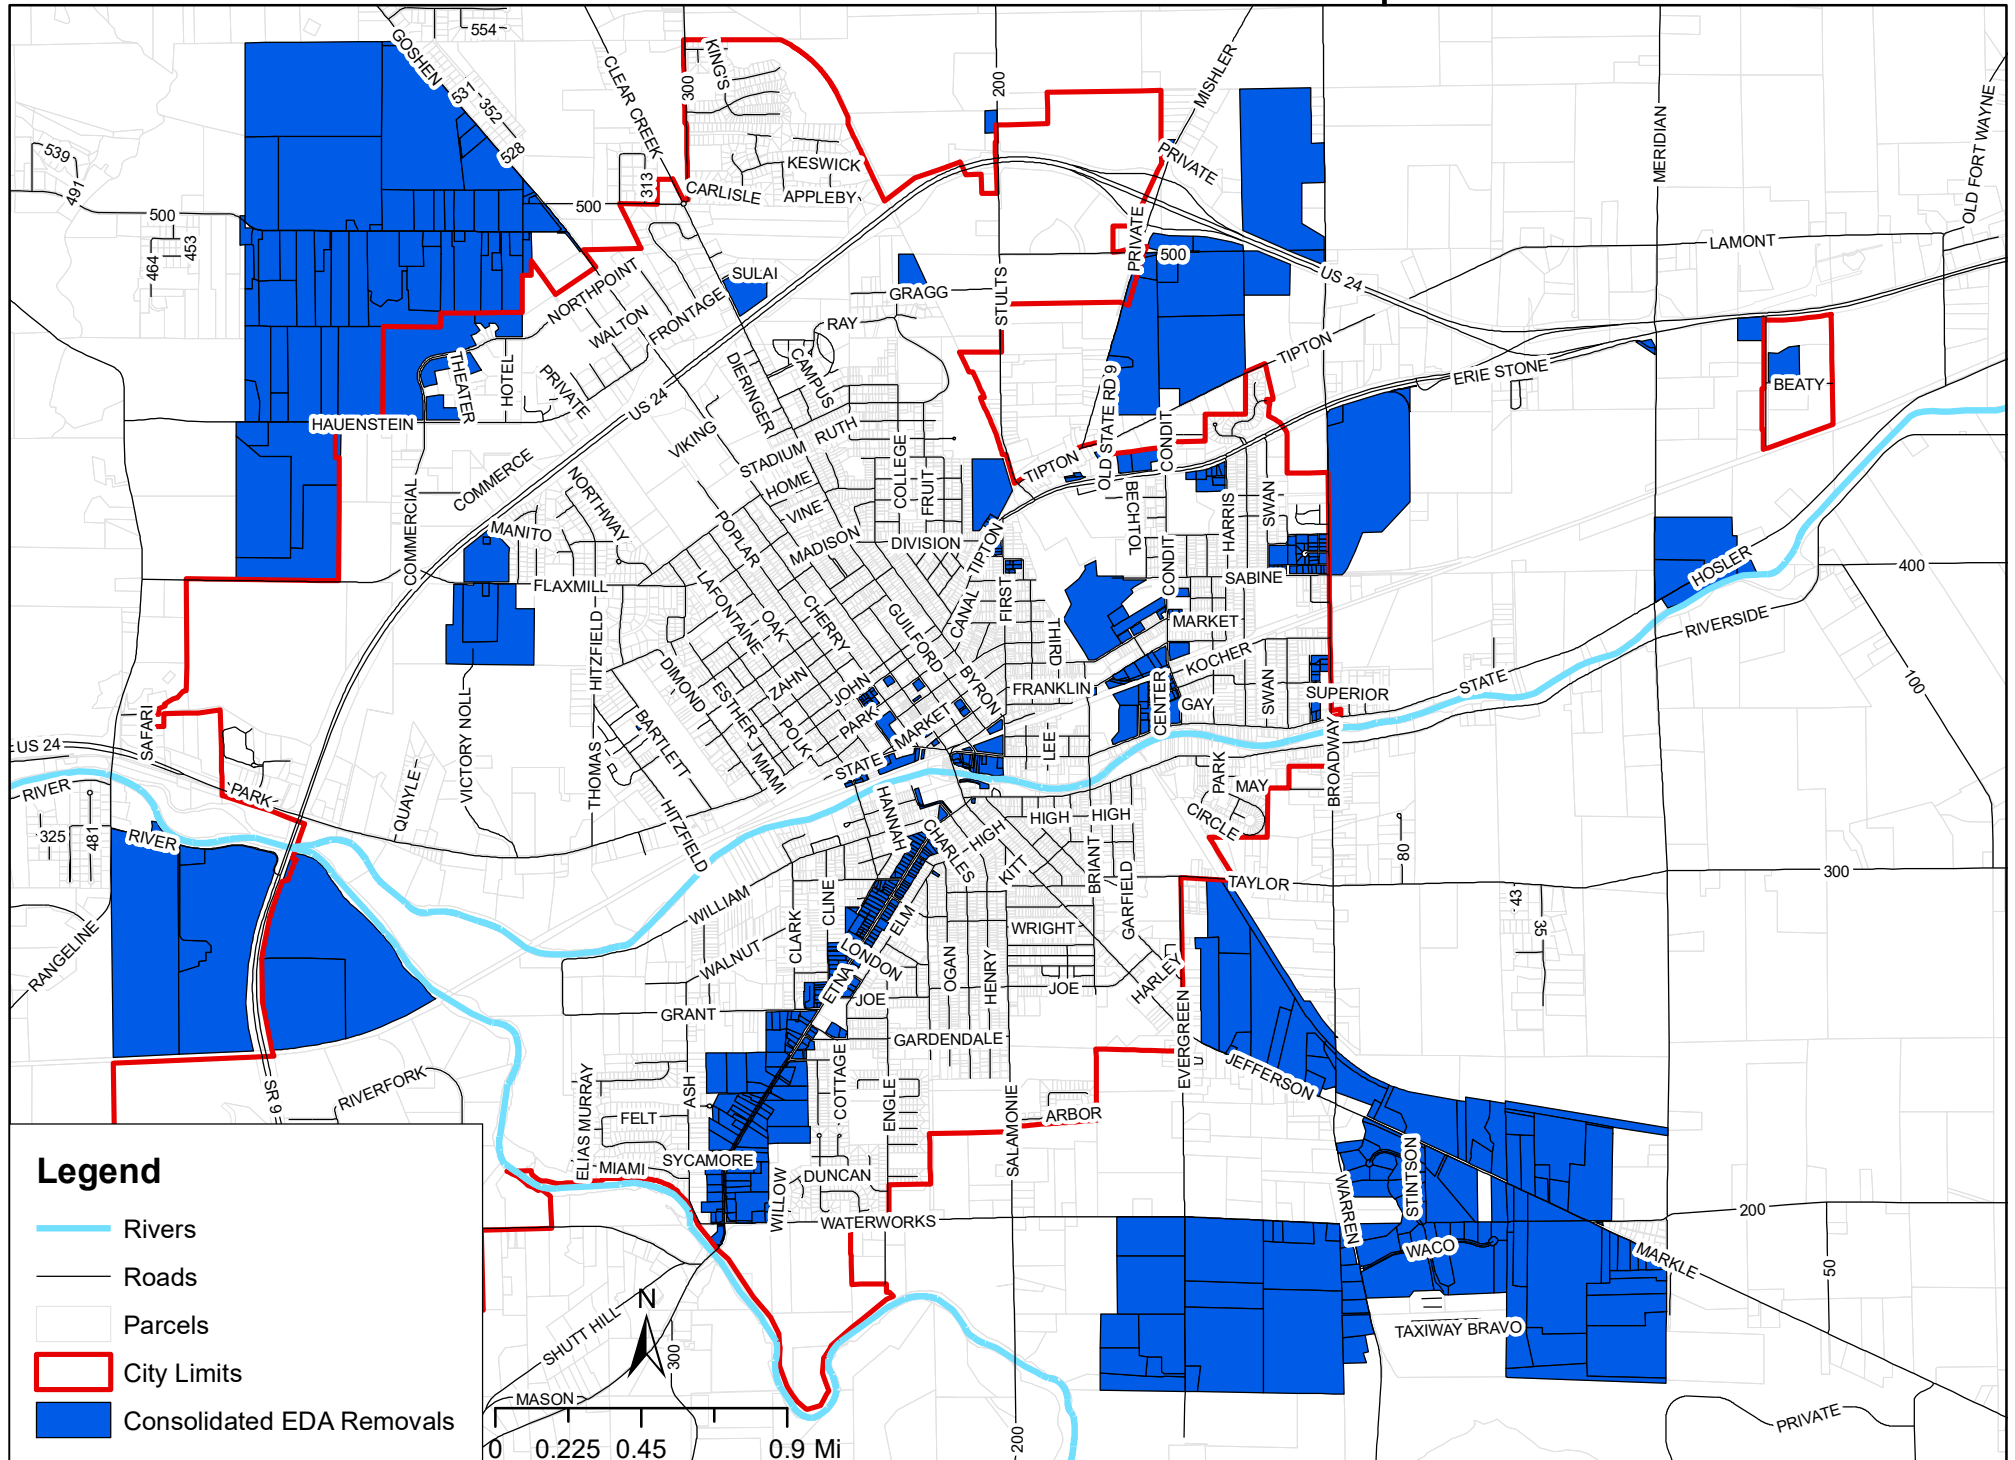 554
GOSHEN
531
352
528
CLEAR CREEK
300
KING'S
200
MISHLER
MERIDIAN
OLD FORT WAYNE
539
491
500
464
453
313
500
CARLISLE
KESWICK
APPLEBY
PRIVATE
PRIVATE
500
LAMONT
US 24
NORTHPOINT
WALTON
FRONTAGE
SULAI
GRAGG
STULTS
RAY
THEATER
HOTEL
PRIVATE
US 24
DIERINGER
CAMPUS
TIPTON
ERIE STONE
BEATY
HAUENSTEIN
VIKING
STADIUM
RUTH
COLLEGE
FRUIT
TIPTON
OLD STATE RD 9
CONDIT
COMMERCIAL
COMMERCE
NORTHWAY
HOME
VINE
POPLAR
MADISON
DIVISION
BECHTOL
HARRIS
SWAN
MANITO
FLAXMILL
LAFONTAINE
OAK
CHERRY
GUILFORD
CANAL
TIPTON
FIRST
CONDIT
SABINE
HOSLER
400
HITZFIELD
THIRD
MARKET
RIVERSIDE
DIMOND
ESTHER
ZAHN
JOHN
BYRON
KOCHER
100
SAFARI
VICTORY NOLL
BARTLETT
POLK
PARK
MARKET
FRANKLIN
CENTER
GAY
SWAN
SUPERIOR
STATE
US 24
THOMAS
MIAMI
STATE
LEE
PARK
BROADWAY
RIVER
PARK
QUAYLE
HITZFIELD
HANNAH
CHARLES
HIGH
HIGH
HIGH
MAY
CIRCLE
325
481
RIVER
KITT
BRIANT
GARFIELD
80
TAYLOR
300
WILLIAM
CLARK
CLINE
ELM
WRIGHT
43
35
RANGELINE
WALNUT
LONDON
OGAN
HENRY
ETNA
JOE
JOE
HARLEY
GRANT
GARDENDALE
EVERGREEN
JEFFERSON
SR 9
RIVERFORK
ELIAS MURRAY
ASH
COTTAGE
ENGLE
SALAMONIE
ARBOR
FELT
SYCAMORE
MIAMI
DUNCAN
WILLOW
WATERWORKS
STINTSON
WARREN
WACO
200
MARKLE
50
TAXIWAY BRAVO
SHUTT HILL
300
MASON
200
PRIVATE
Legend
Rivers
Roads
Parcels
City Limits
Consolidated EDA Removals
N
0 0.225 0.45 0.9 Mi